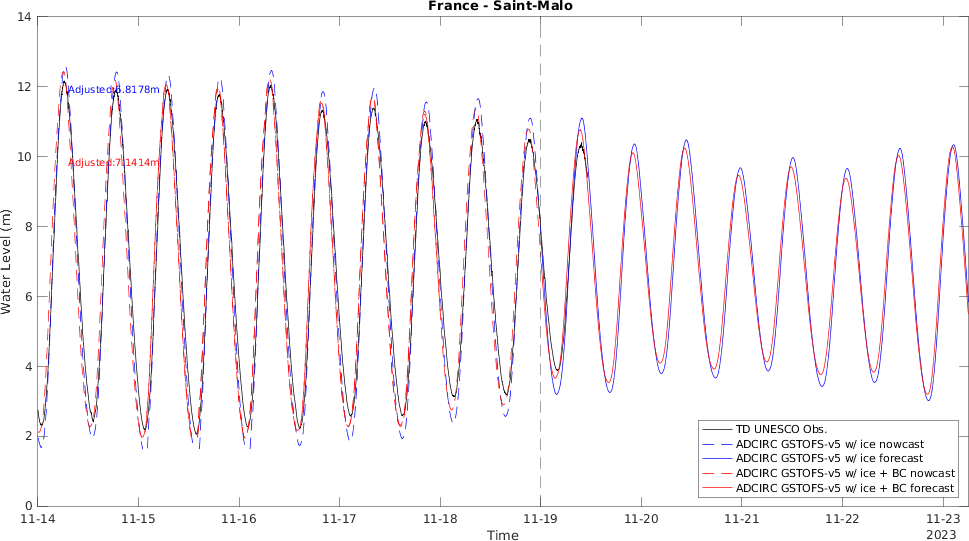 France - Saint-Malo
14
12
10
8
6
4
2
0
Water Level (m)
Adjusted:6.8178m
Adjusted:7.1414m
TD UNESCO Obs.
ADCIRC GSTOFS-v5 w/ ice nowcast
ADCIRC GSTOFS-v5 w/ ice forecast
ADCIRC GSTOFS-v5 w/ ice + BC nowcast
ADCIRC GSTOFS-v5 w/ ice + BC forecast
11-14 11-15 11-16 11-17 11-18 11-19 11-20 11-21 11-22 11-23
2023
Time